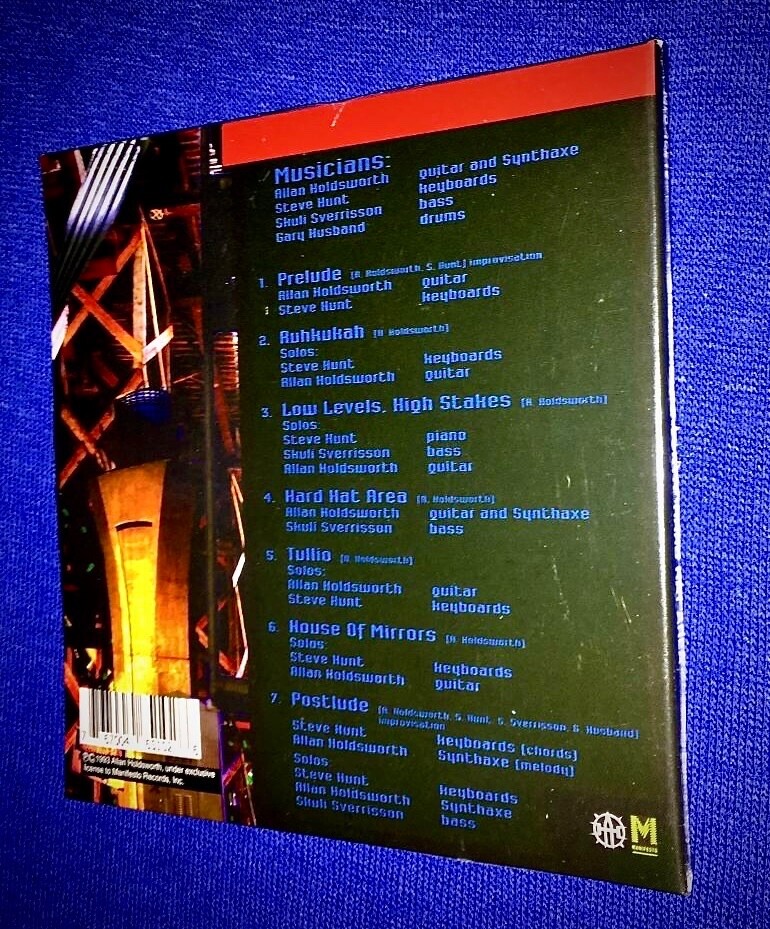 Musicians:
Allan Holdsworth guitar and Synthaxe
Steve Hunt keyboards
Skuli Sverrisson bass
Gary Husband drums
1. Prelude [A. Holdsworth, S. Hunt] improvisation
Allan Holdsworth guitar
Steve Hunt keyboards
2. Ruhkukah [A Holdsworth]
Solos:
Steve Hunt keyboards
Allan Holdsworth guitar
3. Low Levels, High Stakes [A. Holdsworth]
Solos:
Steve Hunt piano
Skuli Sverrisson bass
Allan Holdsworth guitar
4. Hard Hat Area [A. Holdsworth]
Allan Holdsworth guitar and Synthaxe
Skuli Sverrisson bass
5. Tullio [A. Holdsworth]
Solos:
Allan Holdsworth guitar
Steve Hunt keyboards
6. House Of Mirrors [A. Holdsworth]
Solos:
Steve Hunt keyboards
Allan Holdsworth guitar
7. Postlude [A. Holdsworth, S. Hunt, S. Sverrisson, G. Husband]
improvisation
Steve Hunt keyboards [chords]
Allan Holdsworth Synthaxe [melody]
Solos:
Steve Hunt keyboards
Allan Holdsworth Synthaxe
Skuli Sverrisson bass
℗© 1993 Allan Holdsworth, under exclusive
license to Manifesto Records, Inc.
M
MANIFESTO